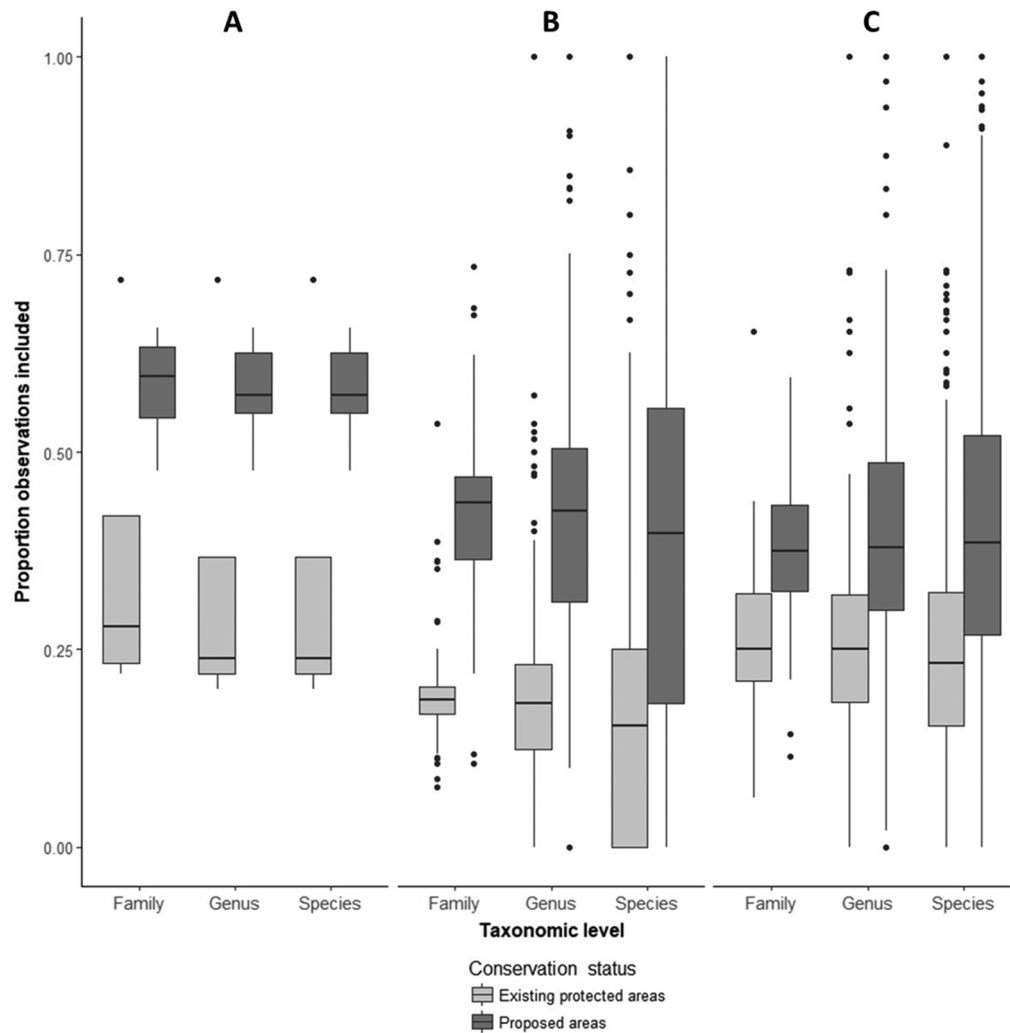 A B C
Proportion observations included
1.00
0.75
0.50
0.25
0.00
Family Genus Species Family Genus Species Family Genus Species
Taxonomic level
Conservation status
Existing protected areas
Proposed areas